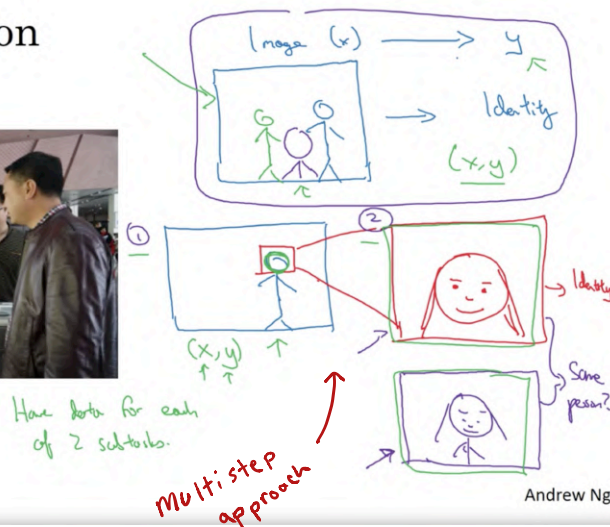 on
Image (x) → y
Identity
(x,y)
1
2
Identity
(x,y)
Same
person?
Have data for each
of 2 subtasks.
Multistep
approach
Andrew Ng